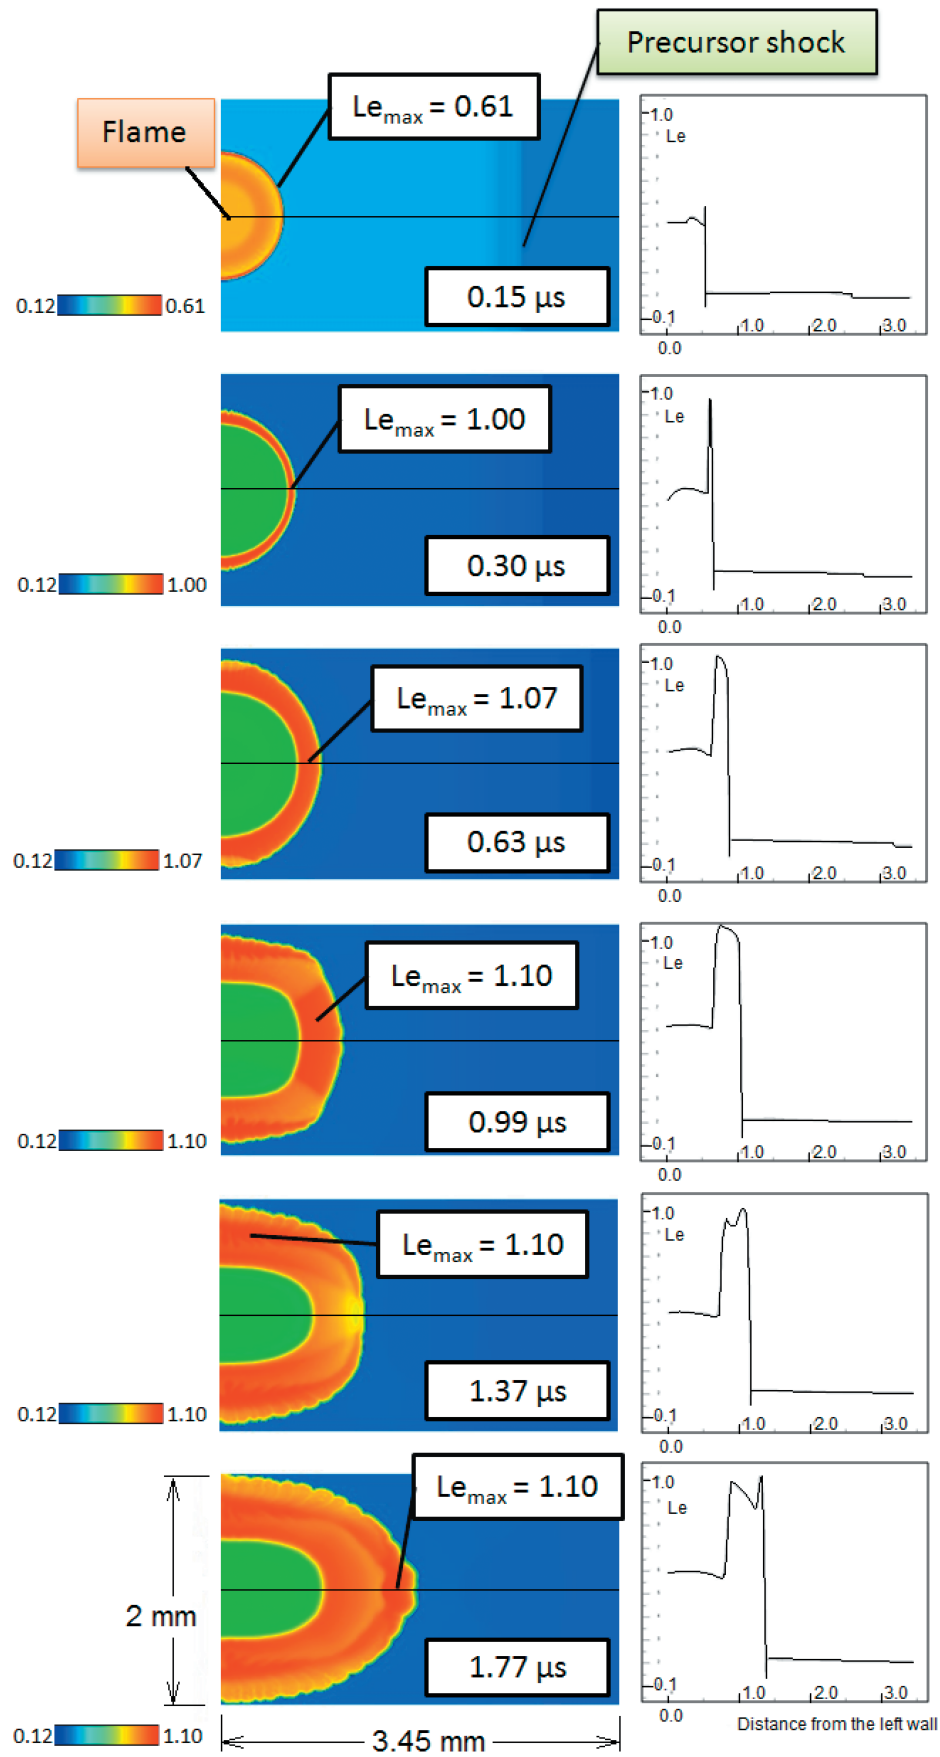 Precursor shock
Flame
Le_max = 0.61
0.15 µs
0.12 0.61
1.0
Le
-0.1
1.0 2.0 3.0
0.0
Le_max = 1.00
0.30 µs
0.12 1.00
1.0
Le
-0.1
1.0 2.0 3.0
0.0
Le_max = 1.07
0.63 µs
0.12 1.07
1.0
Le
-0.1
1.0 2.0 3.0
0.0
Le_max = 1.10
0.99 µs
0.12 1.10
1.0
Le
-0.1
1.0 2.0 3.0
0.0
Le_max = 1.10
1.37 µs
0.12 1.10
1.0
Le
-0.1
1.0 2.0 3.0
0.0
Le_max = 1.10
2 mm
1.77 µs
0.12 1.10
3.45 mm
1.0
Le
-0.1
1.0 2.0 3.0
0.0
Distance from the left wall